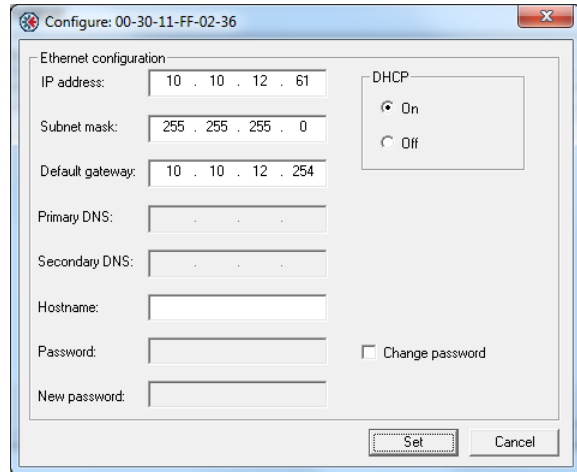 Configure: 00-30-11-FF-02-36
Ethernet configuration
IP address: 10 . 10 . 12 . 61
DHCP
On
Subnet mask: 255 . 255 . 255 . 0
Off
Default gateway: 10 . 10 . 12 . 254
Primary DNS: . . .
Secondary DNS: . . .
Hostname:
Password:
Change password
New password:
Set Cancel